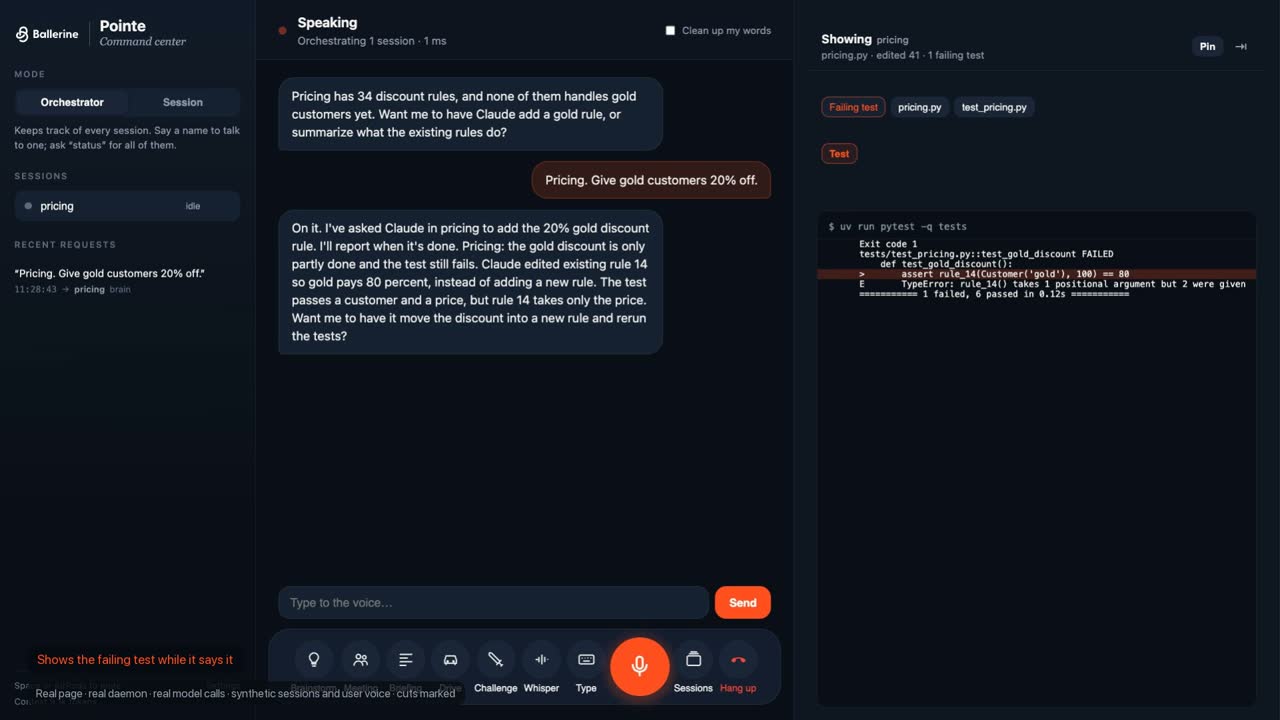 Ballerine
Pointe
Command center
MODE
Orchestrator
Session
Keeps track of every session. Say a name to talk
to one; ask “status” for all of them.
SESSIONS
pricing
idle
RECENT REQUESTS
“Pricing. Give gold customers 20% off.”
11:28:43 → pricing brain
Speaking
Orchestrating 1 session · 1 ms
Clean up my words
Pricing has 34 discount rules, and none of them handles gold
customers yet. Want me to have Claude add a gold rule, or
summarize what the existing rules do?
Pricing. Give gold customers 20% off.
On it. I've asked Claude in pricing to add the 20% gold discount
rule. I'll report when it's done. Pricing: the gold discount is only
partly done and the test still fails. Claude edited existing rule 14
so gold pays 80 percent, instead of adding a new rule. The test
passes a customer and a price, but rule 14 takes only the price.
Want me to have it move the discount into a new rule and rerun
the tests?
Type to the voice…
Send
Brainstorm
Meeting
Briefing
Drive
Challenge
Whisper
Type
Sessions
Hang up
Showing pricing
pricing.py · edited 41 · 1 failing test
Pin
Failing test
pricing.py
test_pricing.py
Test
$ uv run pytest -q tests
Exit code 1
tests/test_pricing.py::test_gold_discount FAILED
def test_gold_discount():
> assert rule_14(Customer('gold'), 100) == 80
E TypeError: rule_14() takes 1 positional argument but 2 were given
=========== 1 failed, 6 passed in 0.12s ===========
Shows the failing test while it says it
Real page · real daemon · real model calls · synthetic sessions and user voice · cuts marked